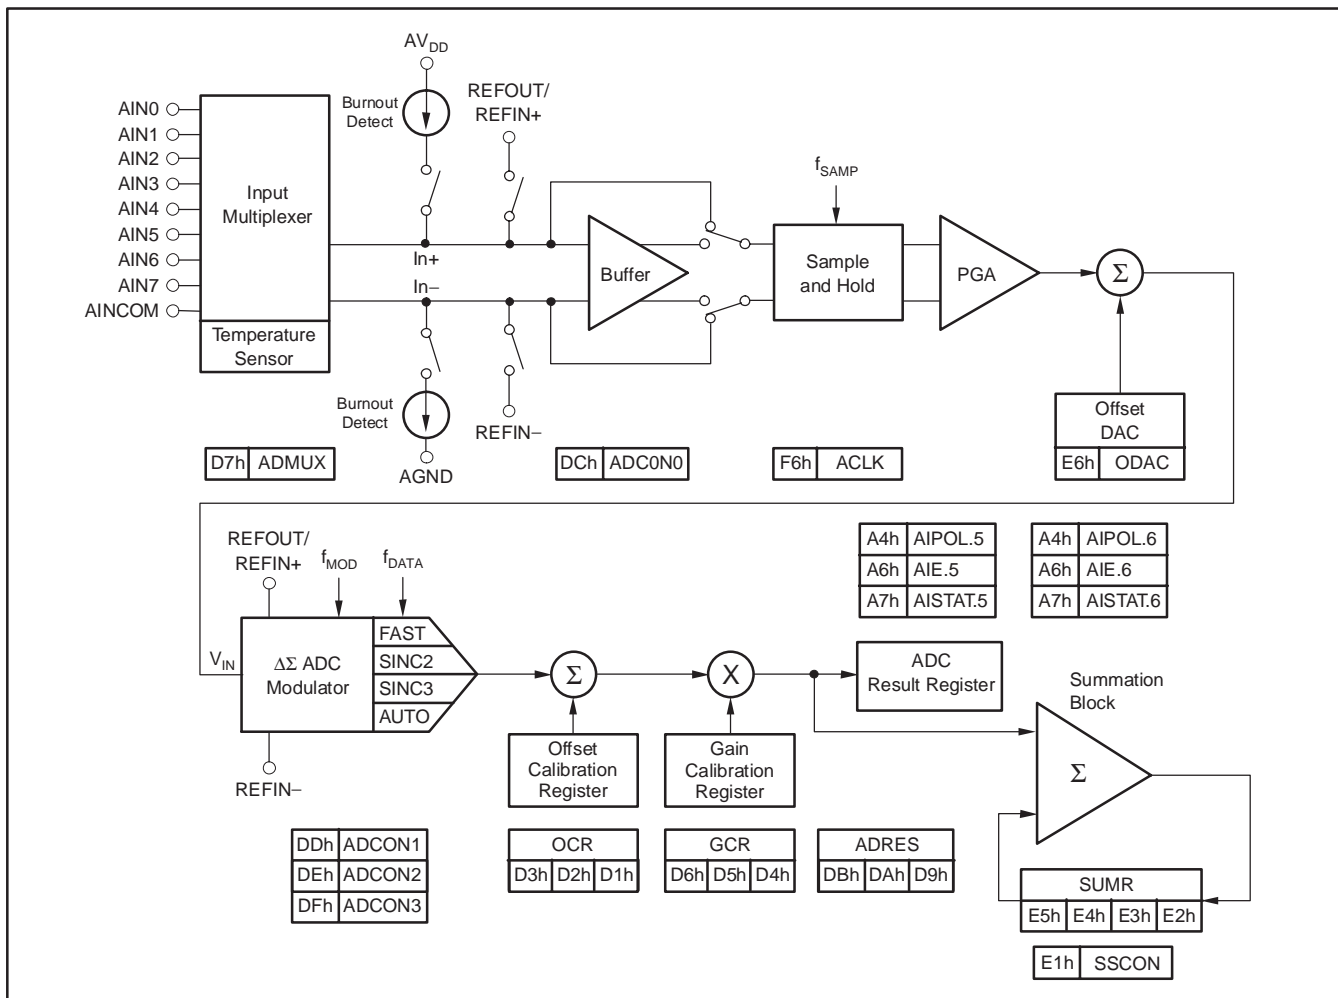 AVDD
REFOUT/
REFIN+
Burnout
Detect
AIN0
AIN1
AIN2
AIN3
AIN4
AIN5
AIN6
AIN7
AINCOM
Input
Multiplexer
Temperature
Sensor
In+
In−
Buffer
fSAMP
Sample
and Hold
PGA
Σ
Burnout
Detect
AGND
REFIN−
Offset
DAC
E6h ODAC
D7h ADMUX
DCh ADC0N0
F6h ACLK
REFOUT/
REFIN+
fMOD
fDATA
VIN
ΔΣ ADC
Modulator
FAST
SINC2
SINC3
AUTO
REFIN−
Σ
X
Offset
Calibration
Register
Gain
Calibration
Register
A4h AIPOL.5
A6h AIE.5
A7h AISTAT.5
A4h AIPOL.6
A6h AIE.6
A7h AISTAT.6
ADC
Result Register
Summation
Block
Σ
DDh ADCON1
DEh ADCON2
DFh ADCON3
OCR
D3h D2h D1h
GCR
D6h D5h D4h
ADRES
DBh DAh D9h
SUMR
E5h E4h E3h E2h
E1h SSCON